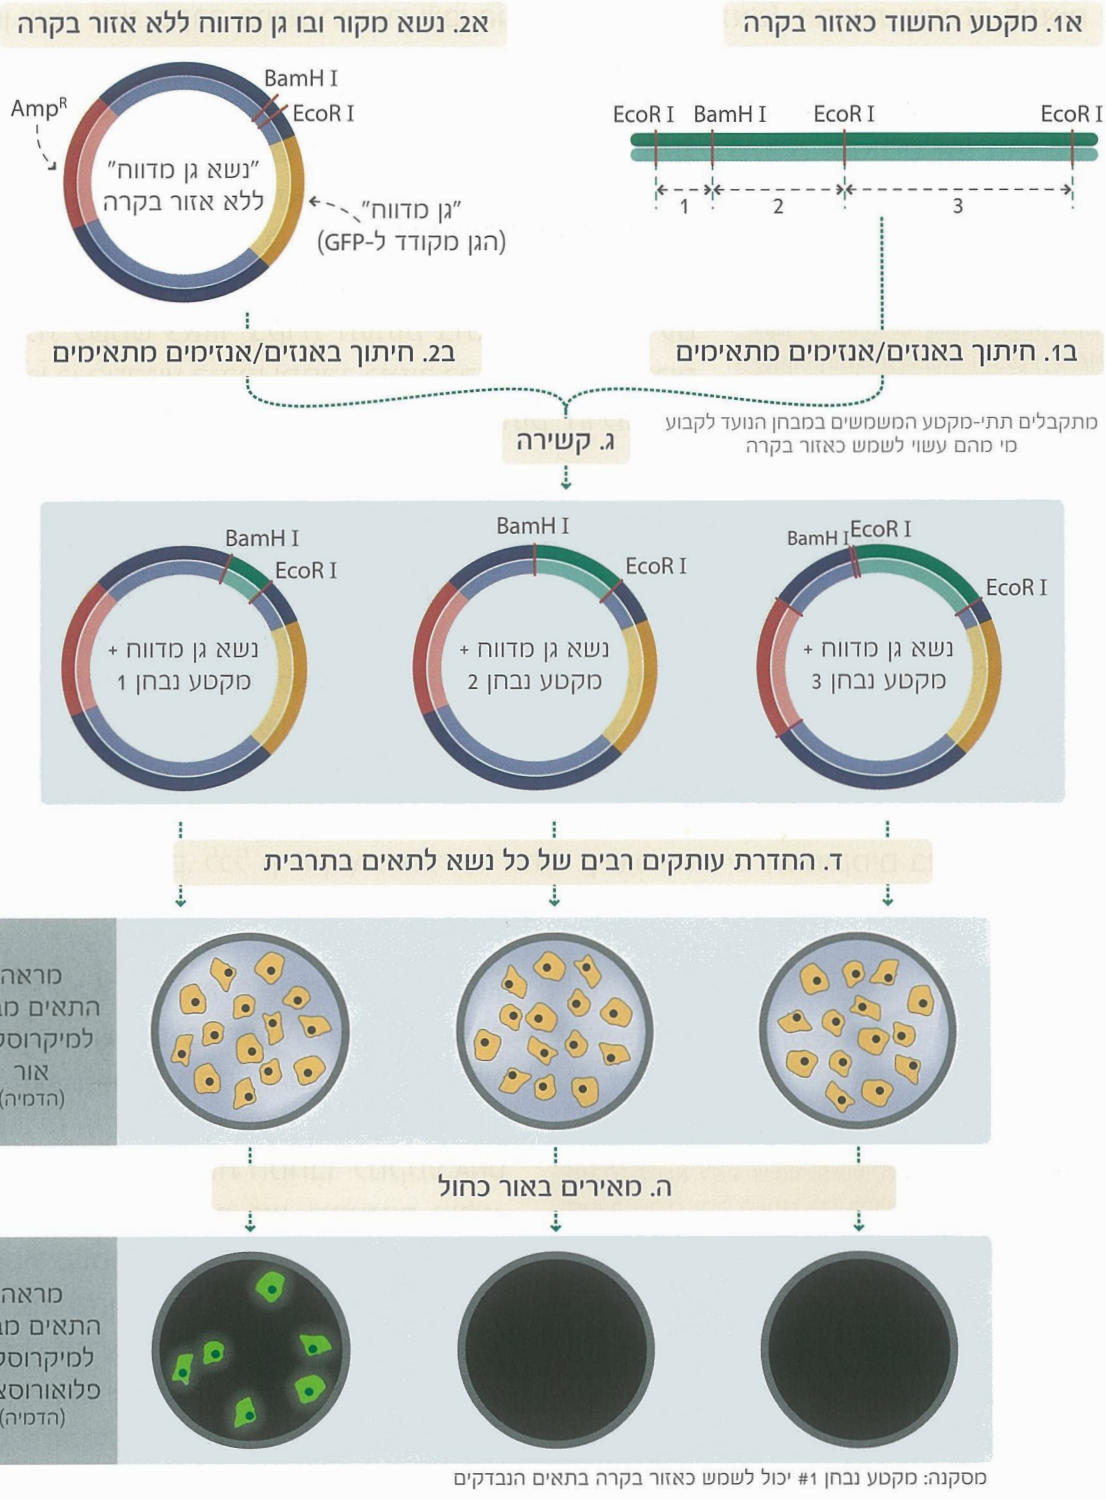 א1. מקטע החשוד כאזור בקרה
EcoR I BamH I EcoR I EcoR I
1 2 3
א2. נשא מקור ובו גן מדווח ללא אזור בקרה
BamH I
EcoR I
Amp^R
"נשא גן מדווח"
ללא אזור בקרה
"גן מדווח"
(הגן מקודד ל-GFP)
ב1. חיתוך באנזים/אנזימים מתאימים
ב2. חיתוך באנזים/אנזימים מתאימים
מתקבלים תתי-מקטע המשמשים במבחן הנועד לקבוע
מי מהם עשוי לשמש כאזור בקרה
ג. קשירה
BamH I EcoR I
EcoR I
נשא גן מדווח +
מקטע נבחן 3
BamH I
EcoR I
נשא גן מדווח +
מקטע נבחן 2
BamH I
EcoR I
נשא גן מדווח +
מקטע נבחן 1
ד. החדרת עותקים רבים של כל נשא לתאים בתרבית
מראה
התאים
אור
(הדמיה)
ה. מאירים באור כחול
מראה
התאים
(הדמיה)
מסקנה: מקטע נבחן #1 יכול לשמש כאזור בקרה בתאים הנבדקים